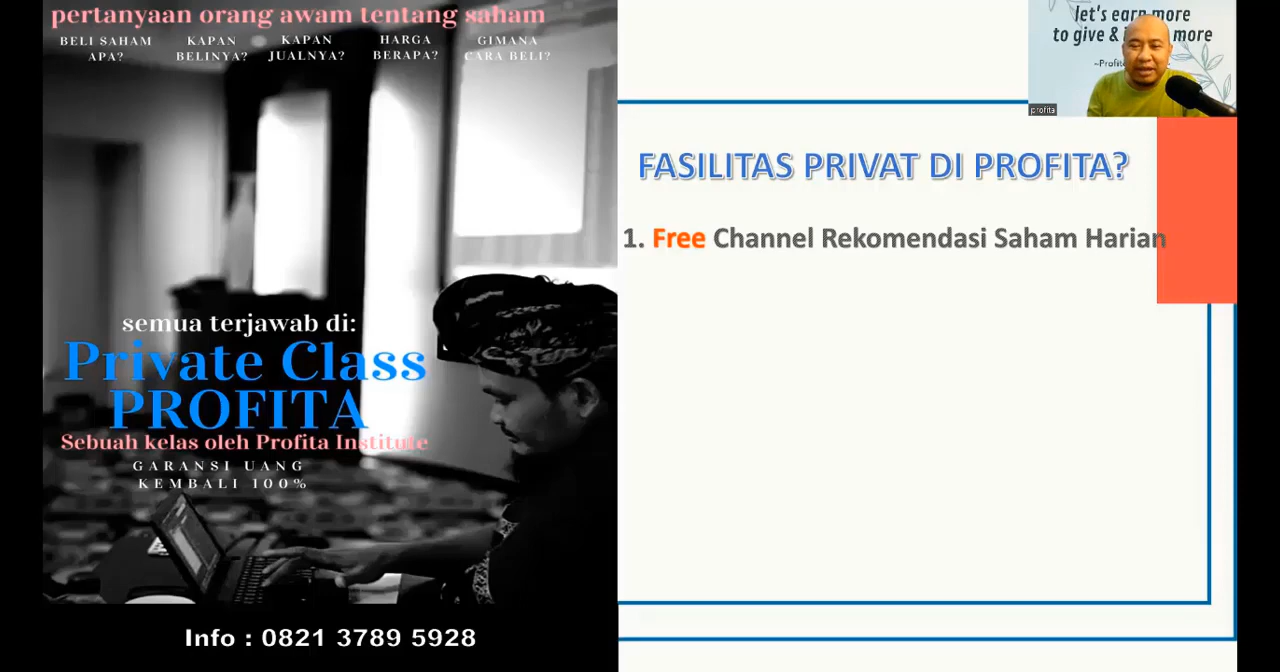 pertanyaan orang awam tentang saham
BELI SAHAM APA?
KAPAN BELINYA?
KAPAN JUALNYA?
HARGA BERAPA?
GIMANA CARA BELI?
semua terjawab di:
Private Class
PROFITA
Sebuah kelas oleh Profita Institute
GARANSI UANG
KEMBALI 100%
Info : 0821 3789 5928
let's earn more
to give & more
profita
FASILITAS PRIVAT DI PROFITA?
1. Free Channel Rekomendasi Saham Harian